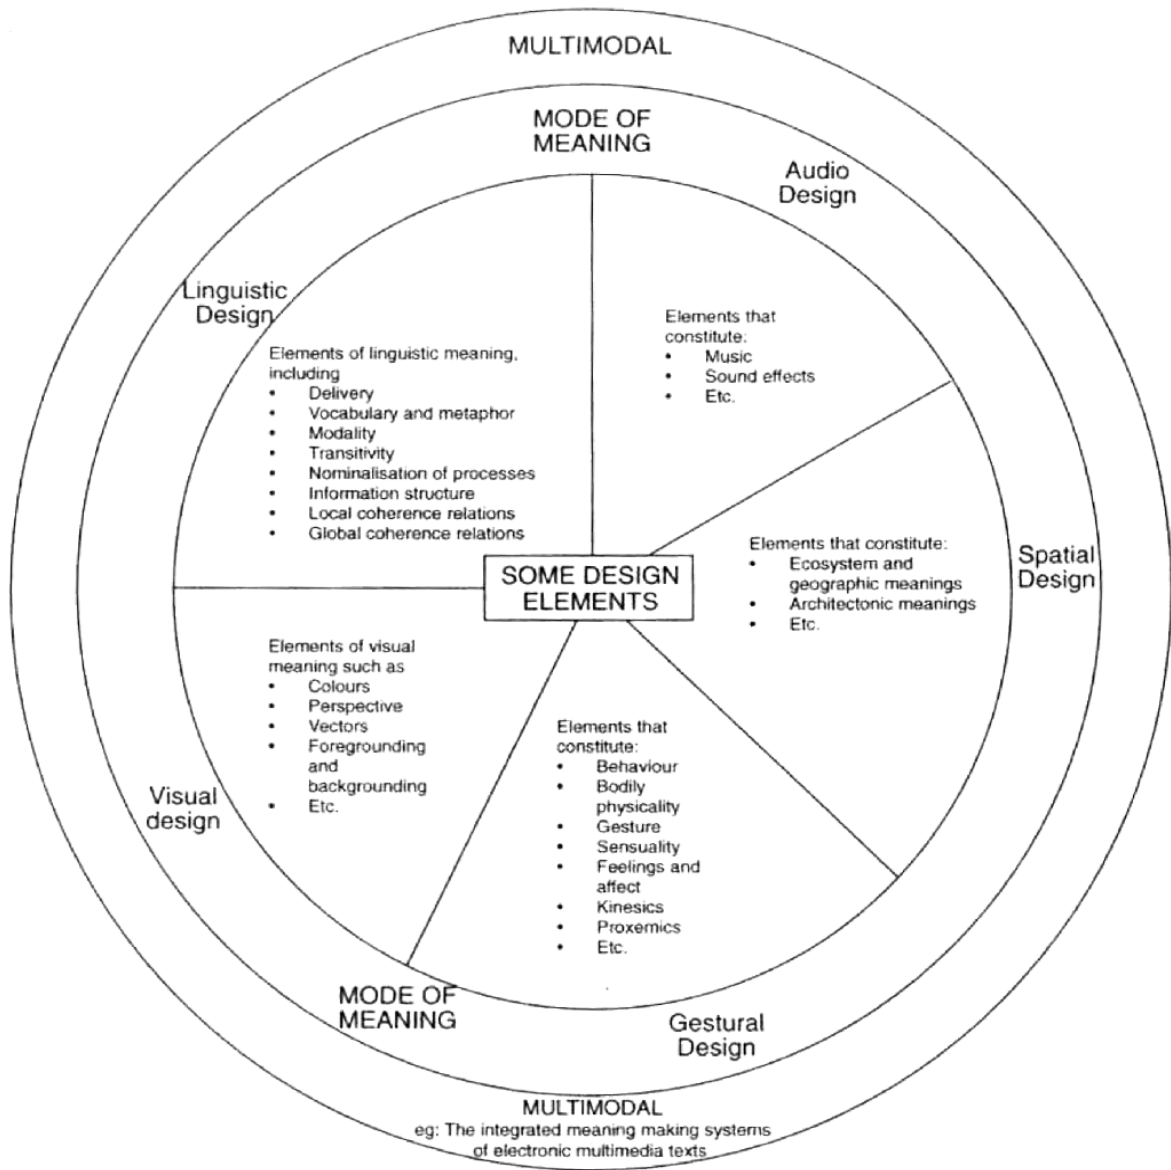 MULTIMODAL
MODE OF
MEANING
Audio
Design
Linguistic
Design
Elements that
constitute:
• Music
• Sound effects
• Etc.
Elements of linguistic meaning,
including
• Delivery
• Vocabulary and metaphor
• Modality
• Transitivity
• Nominalisation of processes
• Information structure
• Local coherence relations
• Global coherence relations
Elements that constitute:
• Ecosystem and
geographic meanings
• Architectonic meanings
• Etc.
Spatial
Design
SOME DESIGN
ELEMENTS
Elements of visual
meaning such as
• Colours
• Perspective
• Vectors
• Foregrounding
and
backgrounding
• Etc.
Visual
design
Elements that
constitute:
• Behaviour
• Bodily
physicality
• Gesture
• Sensuality
• Feelings and
affect
• Kinesics
• Proxemics
• Etc.
MODE OF
MEANING
Gestural
Design
MULTIMODAL
eg: The integrated meaning making systems
of electronic multimedia texts